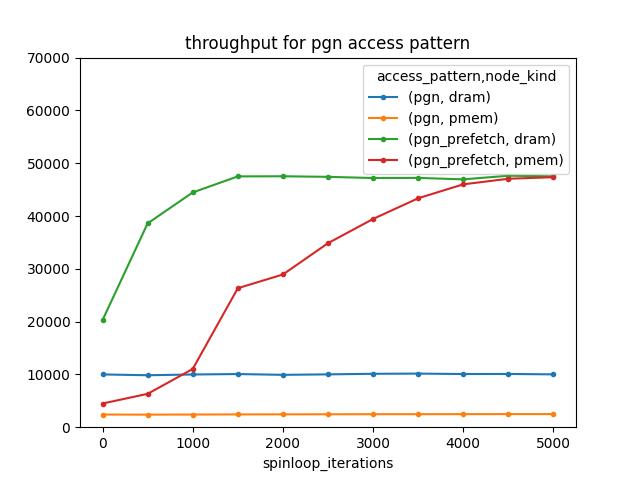 throughput for pgn access pattern
70000
60000
50000
40000
30000
20000
10000
0
access_pattern,node_kind
(pgn, dram)
(pgn, pmem)
(pgn_prefetch, dram)
(pgn_prefetch, pmem)
0 1000 2000 3000 4000 5000
spinloop_iterations